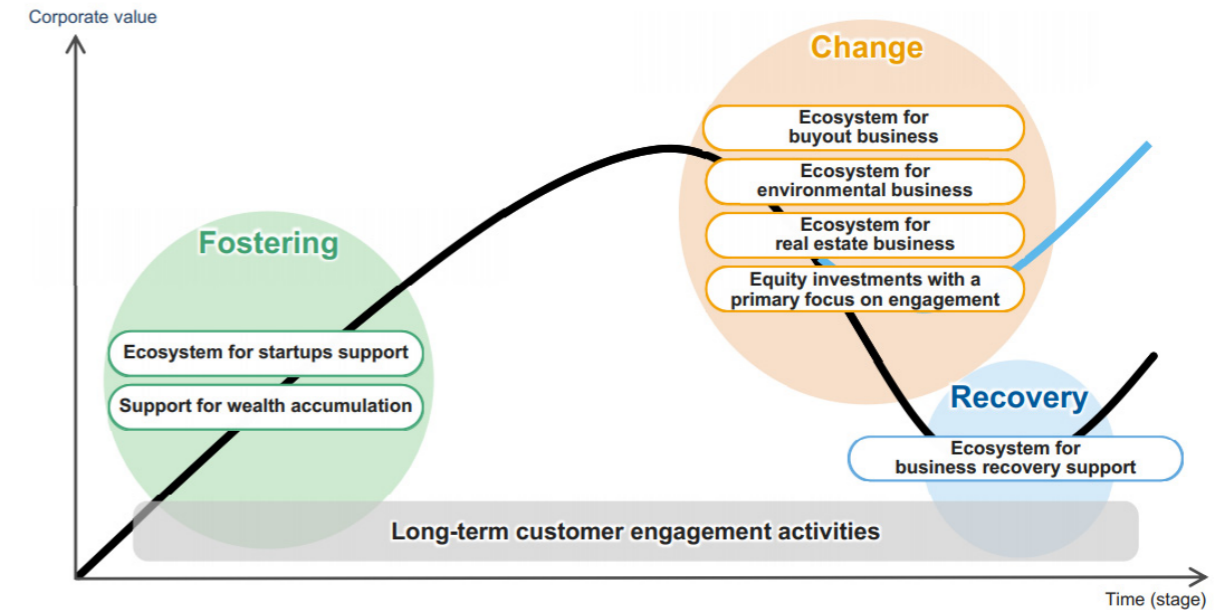 Corporate value
Change
Ecosystem for
buyout business
Ecosystem for
environmental business
Ecosystem for
real estate business
Equity investments with a
primary focus on engagement
Fostering
Ecosystem for startups support
Support for wealth accumulation
Recovery
Ecosystem for
business recovery support
Long-term customer engagement activities
Time (stage)